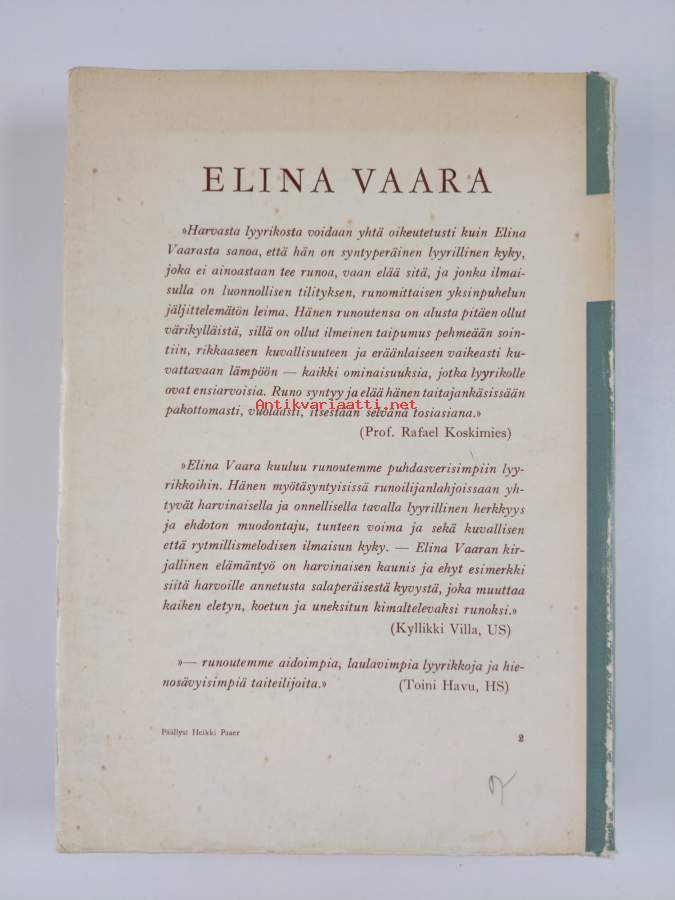 ELINA VAARA
»Harvasta lyyrikosta voidaan yhtä oikeutetusti kuin Elina
Vaarasta sanoa, että hän on syntyperäinen lyyrillinen kyky,
joka ei ainoastaan tee runoa, vaan elää sitä, ja jonka ilmai-
sulla on luonnollisen tilityksen, runomittaisen yksinpuhelun
jäljittelemätön leima. Hänen runoutensa on alusta pitäen ollut
värikylläistä, sillä on ollut ilmeinen taipumus pehmeään soin-
tiin, rikkaaseen kuvallisuuteen ja eräänlaiseen vaikeasti ku-
vattavaan lämpöön — kaikki ominaisuuksia, jotka lyyrikolle
ovat ensiarvoisia. Runo syntyy ja elää hänen taitajankäsissään
Antikvariaatti.net
pakottomasti, vuolaasti, itsestään selvänä tosiasiana.»
(Prof. Rafael Koskimies)
»Elina Vaara kuuluu runoutemme puhdasverisimpiin lyy-
rikkoihin. Hänen myötäsyntyisissä runoilijanlahjoissaan yh-
tyvät harvinaisella ja onnellisella tavalla lyyrillinen herkkyys
ja ehdoton muodontaju, tunteen voima ja sekä kuvallisen
että rytmillismelodisen ilmaisun kyky. — Elina Vaaran kir-
jallinen elämäntyö on harvinaisen kaunis ja ehyt esimerkki
siitä harvoille annetusta salaperäisestä kyvystä, joka muuttaa
kaiken eletyn, koetun ja uneksitun kimaltelevaksi runoksi.»
(Kyllikki Villa, US)
»— runoutemme aidoimpia, laulavimpia lyyrikkoja ja hie-
nosävyisimpiä taiteilijoita.» (Toini Havu, HS)
Päällys: Heikki Paaer 2